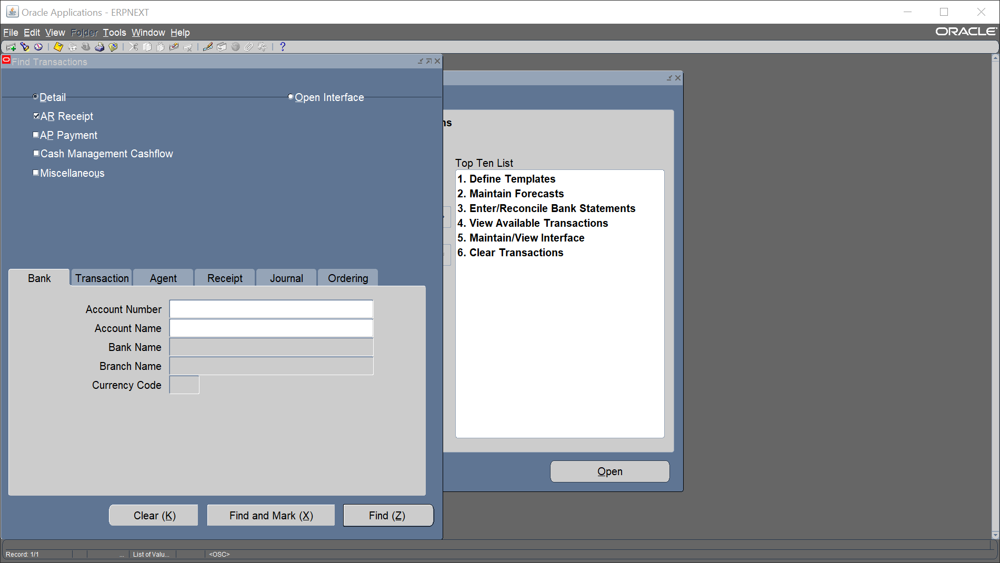 Oracle Applications - ERPNEXT
File Edit View Folder Tools Window Help
ORACLE
Find Transactions
Detail
Open Interface
AR Receipt
AP Payment
Cash Management Cashflow
Miscellaneous
Top Ten List
1. Define Templates
2. Maintain Forecasts
3. Enter/Reconcile Bank Statements
4. View Available Transactions
5. Maintain/View Interface
6. Clear Transactions
Bank Transaction Agent Receipt Journal Ordering
Account Number
Account Name
Bank Name
Branch Name
Currency Code
Open
Clear (K)
Find and Mark (X)
Find (Z)
Record: 1/1 ... List of Valu... <OSC>